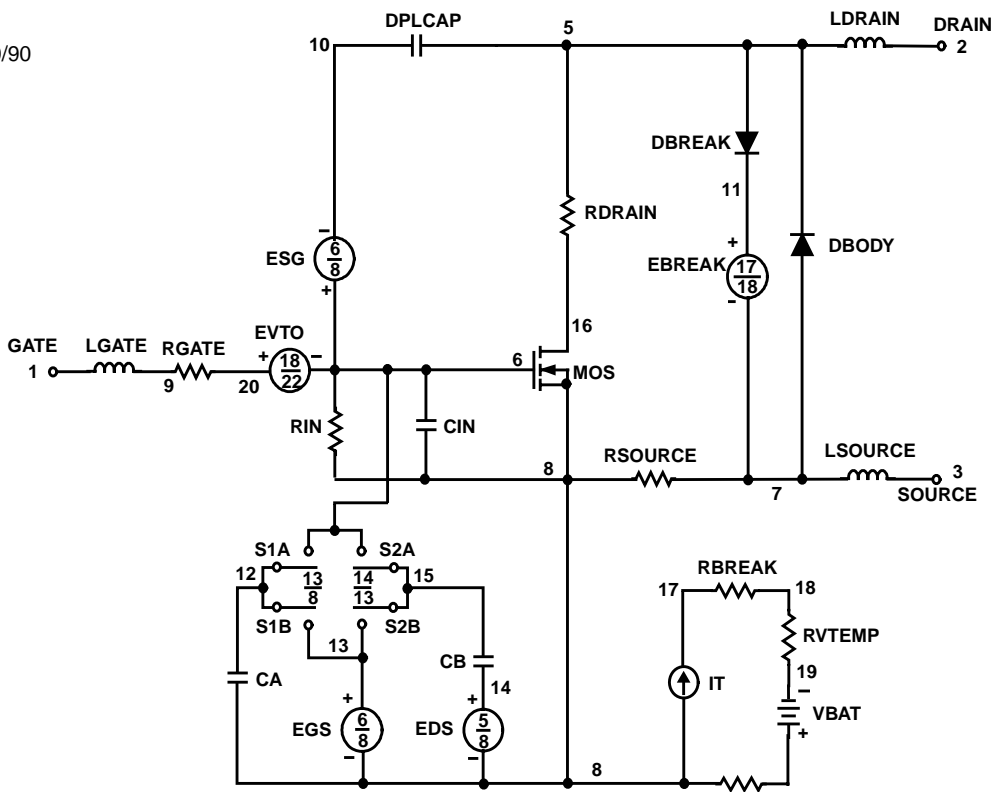 DPLCAP
5
LDRAIN
DRAIN
10
2
/90
DBREAK
11
RDRAIN
ESG
6
8
+
-
EBREAK
+
17
18
-
DBODY
16
GATE
1
LGATE
RGATE
9
20
EVTO
+
18
22
-
6
MOS
RIN
CIN
8
RSOURCE
7
LSOURCE
3
SOURCE
S1A
S2A
12
13
8
14
13
15
S1B
S2B
13
CA
CB
14
+
EGS
6
8
-
+
EDS
5
8
-
8
RBREAK
17
18
RVTEMP
19
IT
-
VBAT
+